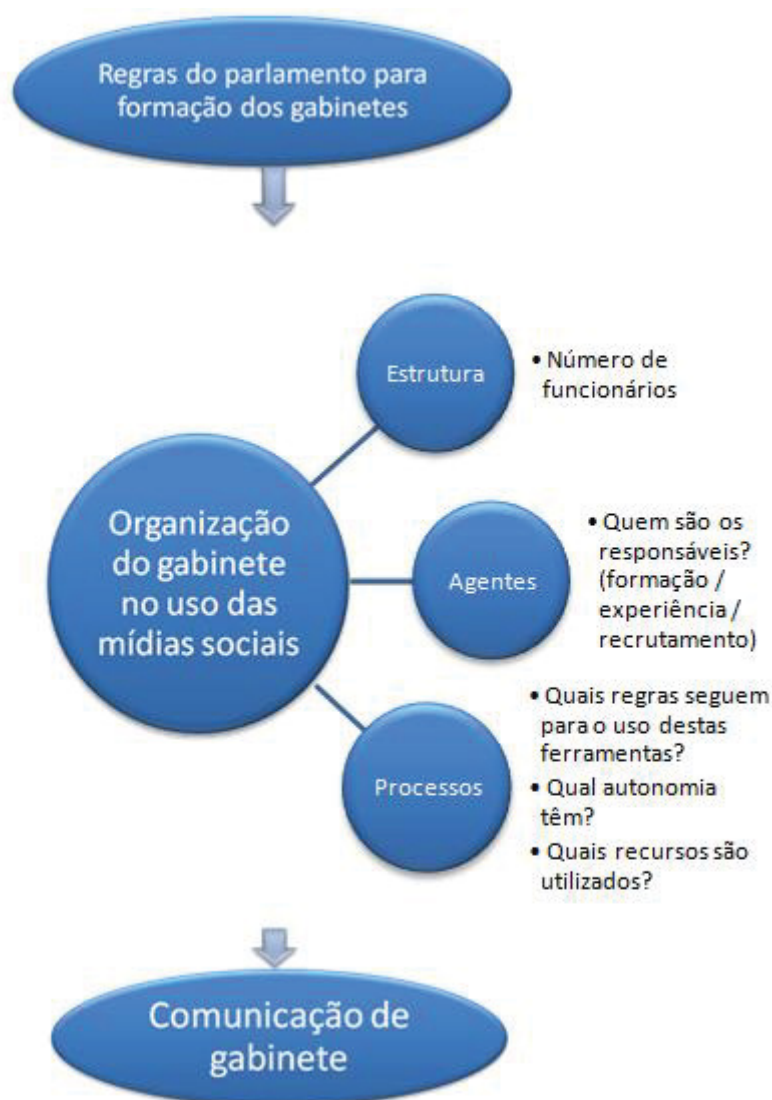 Regras do parlamento para
formação dos gabinetes
Estrutura
• Número de
funcionários
Organização
do gabinete
no uso das
mídias sociais
Agentes
• Quem são os
responsáveis?
(formação /
experiência /
recrutamento)
Processos
• Quais regras seguem
para o uso destas
ferramentas?
• Qual autonomia
têm?
• Quais recursos são
utilizados?
Comunicação de
gabinete